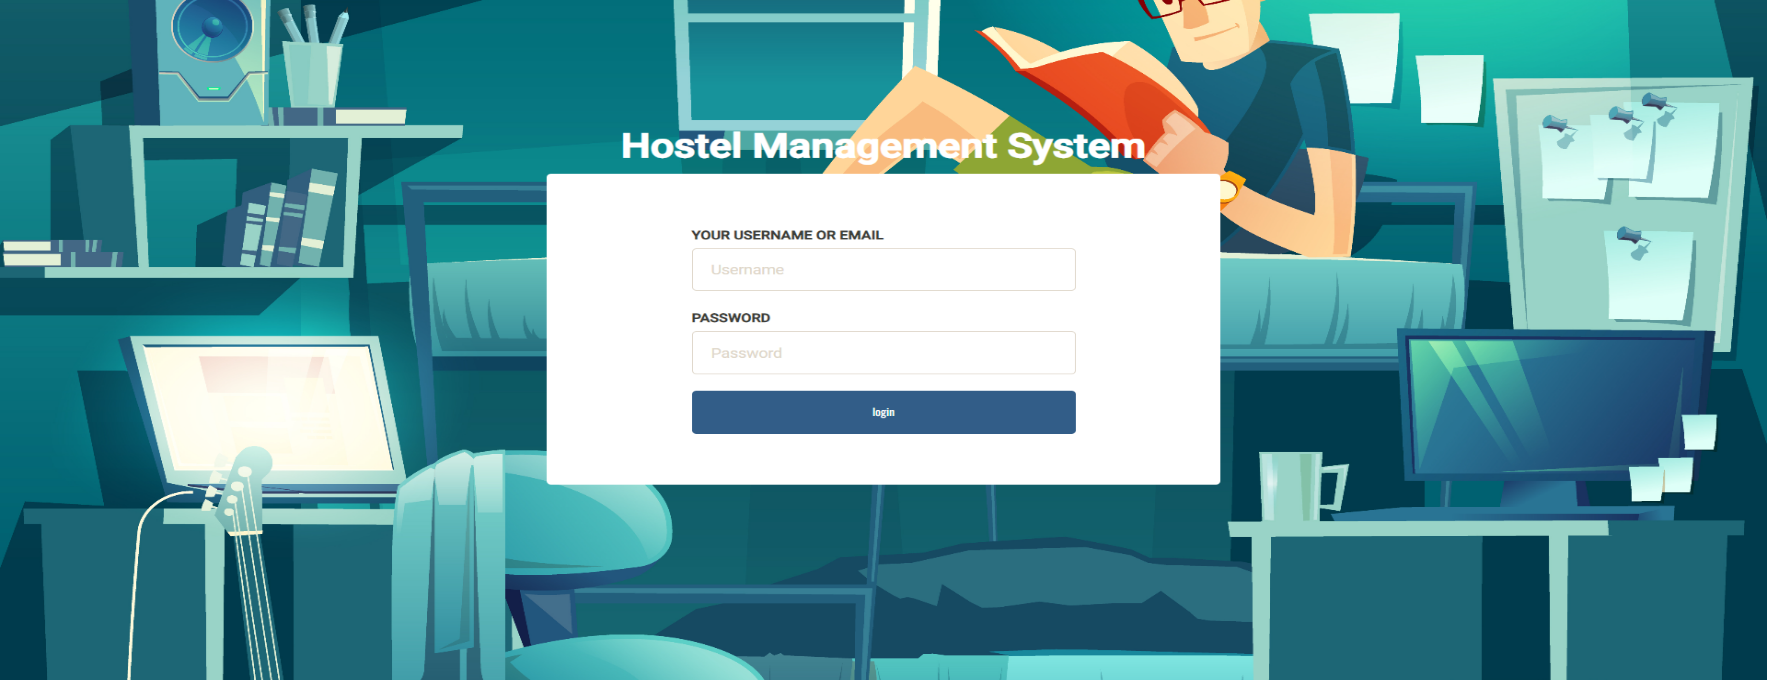 Hostel Management System
YOUR USERNAME OR EMAIL
Username
PASSWORD
Password
login